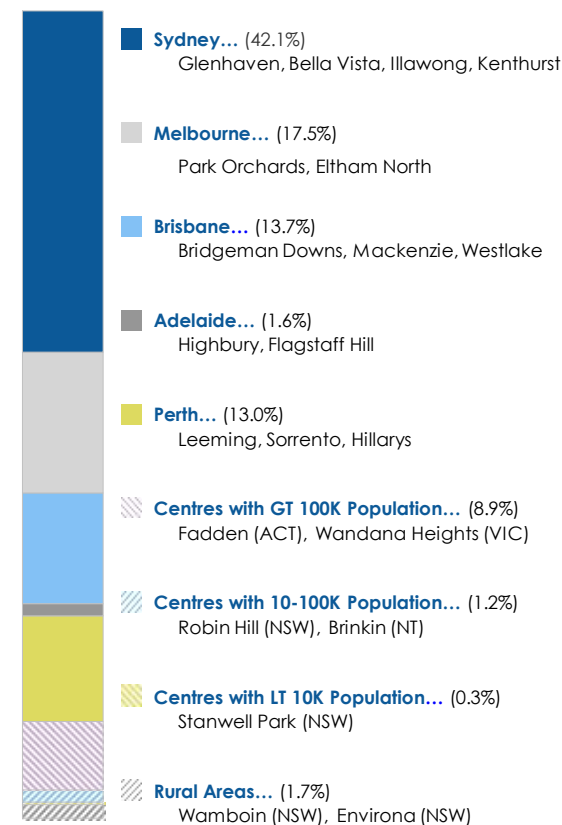 Sydney… (42.1%)
Glenhaven, Bella Vista, Illawong, Kenthurst
Melbourne… (17.5%)
Park Orchards, Eltham North
Brisbane… (13.7%)
Bridgeman Downs, Mackenzie, Westlake
Adelaide… (1.6%)
Highbury, Flagstaff Hill
Perth… (13.0%)
Leeming, Sorrento, Hillarys
Centres with GT 100K Population… (8.9%)
Fadden (ACT), Wandana Heights (VIC)
Centres with 10-100K Population… (1.2%)
Robin Hill (NSW), Brinkin (NT)
Centres with LT 10K Population… (0.3%)
Stanwell Park (NSW)
Rural Areas… (1.7%)
Wamboin (NSW), Environa (NSW)